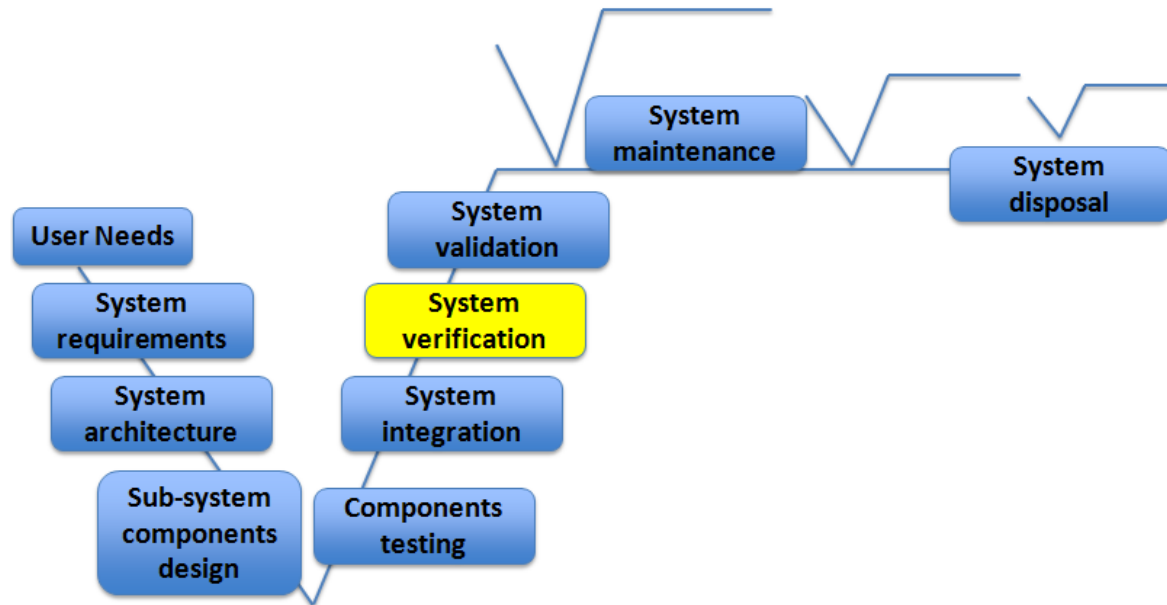 System
maintenance
System
disposal
System
validation
User Needs
System
requirements
System
verification
System
architecture
System
integration
Sub-system
components
design
Components
testing